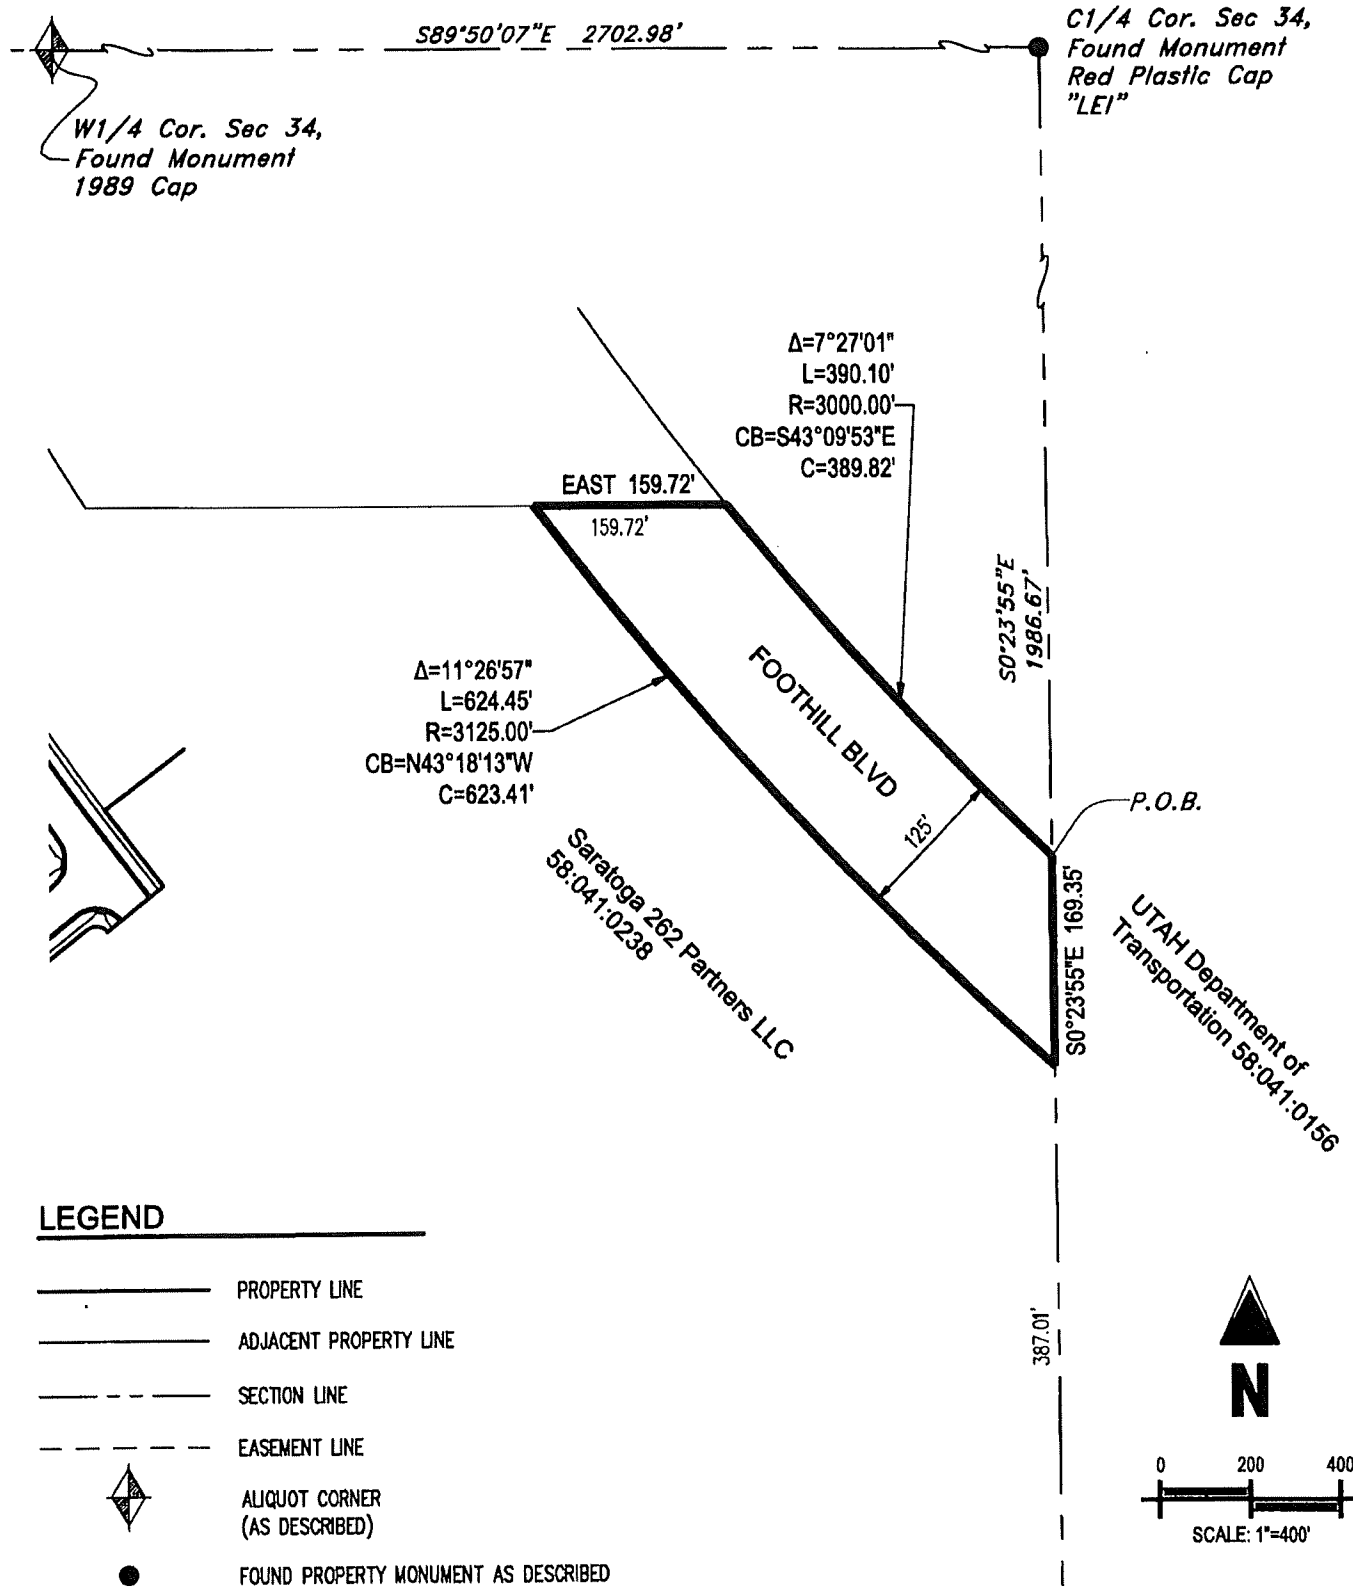 S89°50'07"E 2702.98'
C1/4 Cor. Sec 34,
Found Monument
Red Plastic Cap
"LEI"
W1/4 Cor. Sec 34,
Found Monument
1989 Cap
Δ=7°27'01"
L=390.10'
R=3000.00'
CB=S43°09'53"E
C=389.82'
EAST 159.72'
159.72'
S0°23'55"E
1986.67'
Δ=11°26'57"
L=624.45'
R=3125.00'
CB=N43°18'13"W
C=623.41'
FOOTHILL BLVD
125'
P.O.B.
Saratoga 262 Partners LLC
58:041:0238
S0°23'55"E 169.35'
UTAH Department of
Transportation 58:041:0156
387.01'
LEGEND
PROPERTY LINE
ADJACENT PROPERTY LINE
SECTION LINE
EASEMENT LINE
ALIQUOT CORNER
(AS DESCRIBED)
FOUND PROPERTY MONUMENT AS DESCRIBED
N
0 200 400
SCALE: 1"=400'